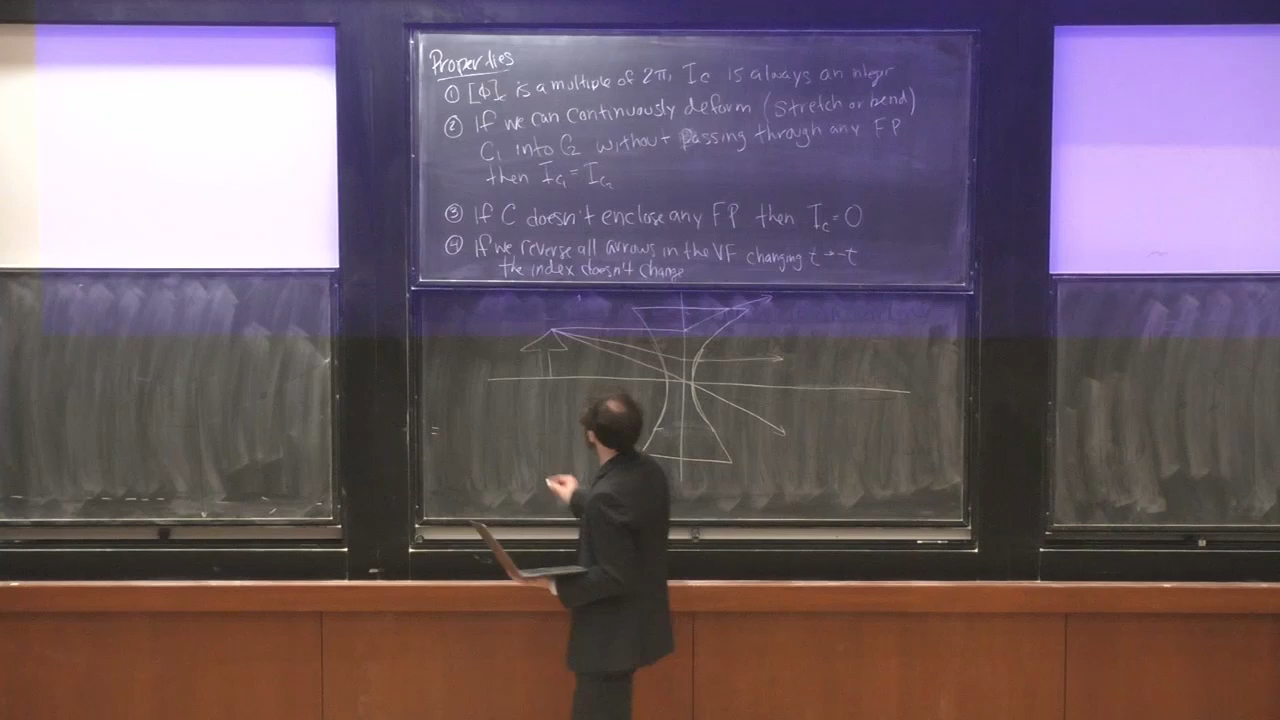 Properties
① [Φ]c is a multiple of 2π, Ic is always an integer
② If we can continuously deform (stretch or bend)
C1 into C2 without passing through any FP
then Ic1 = Ic2
③ If C doesn't enclose any FP then Ic = 0
④ If we reverse all arrows in the VF changing t → -t
the index doesn't change